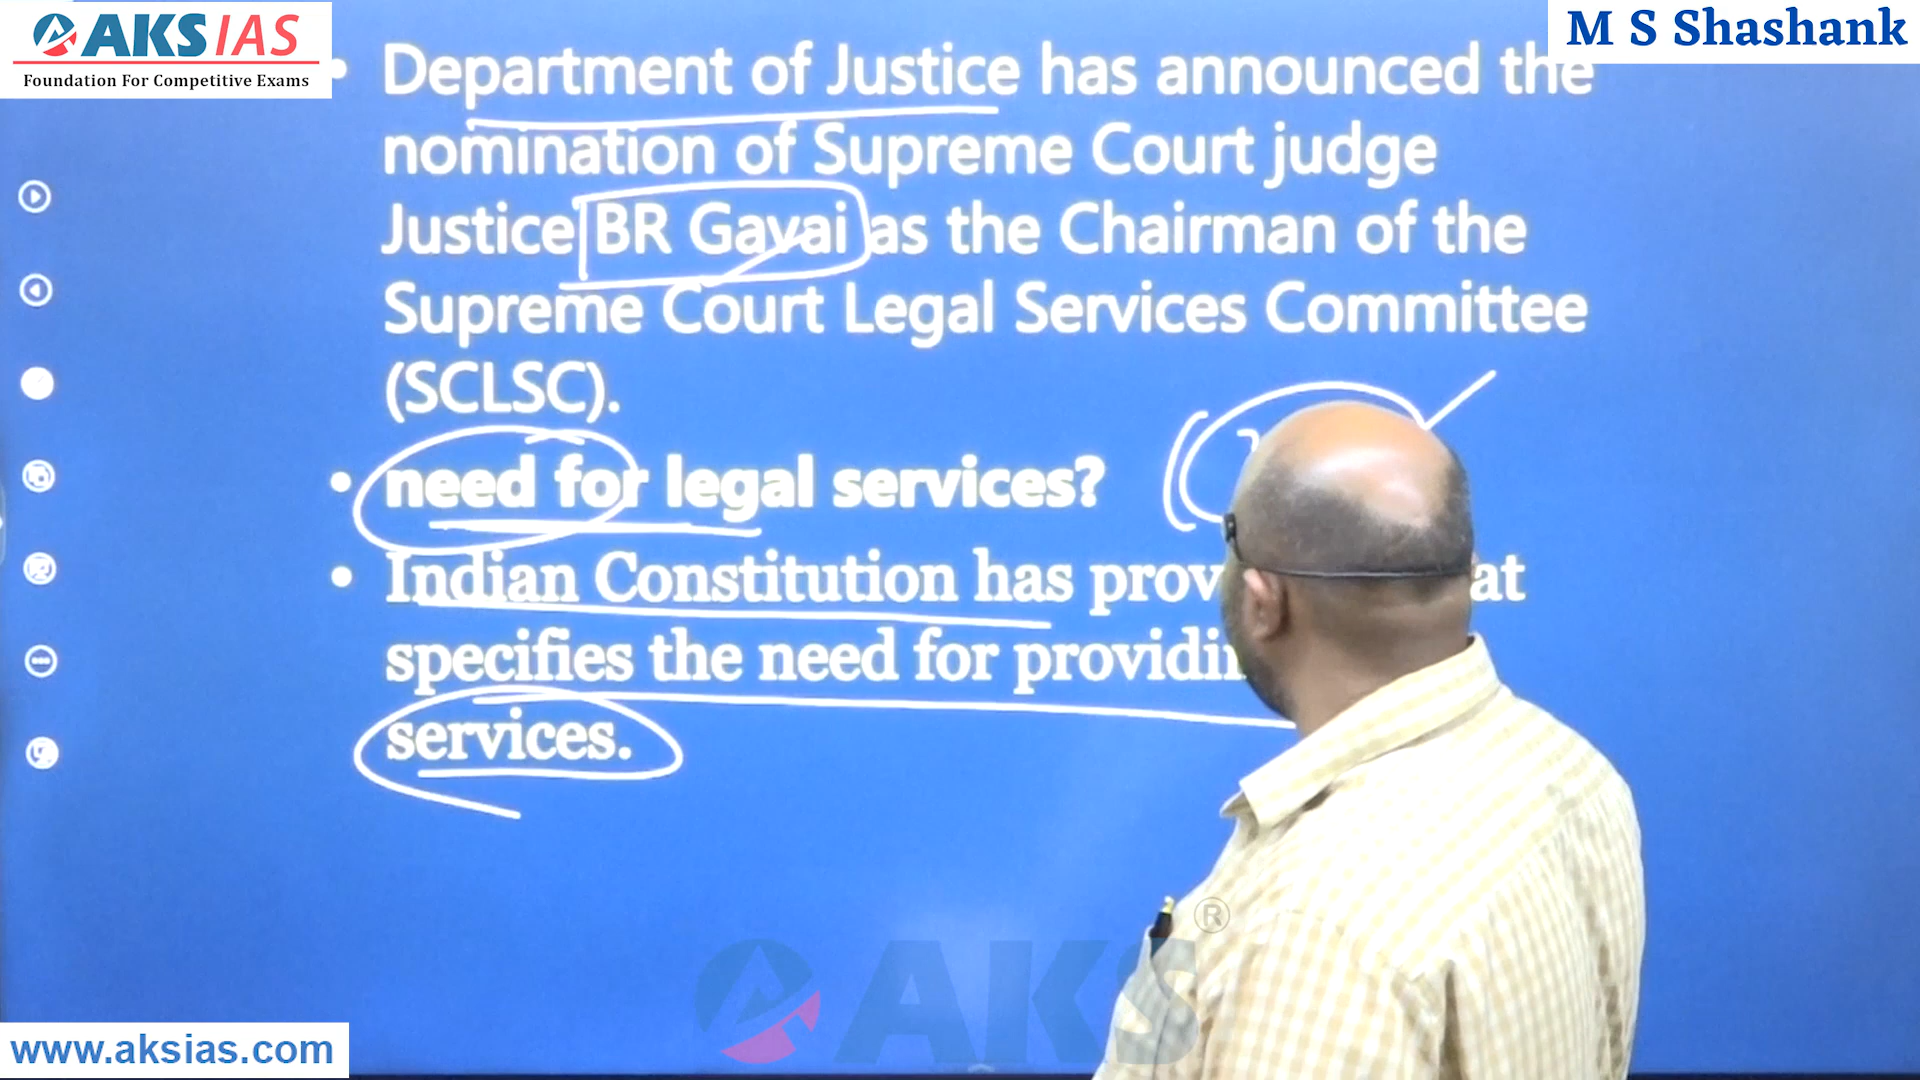 AKS IAS
Foundation For Competitive Exams
M S Shashank
• Department of Justice has announced the
nomination of Supreme Court judge
Justice BR Gavai as the Chairman of the
Supreme Court Legal Services Committee
(SCLSC).
• need for legal services?
• Indian Constitution has at
specifies the need for
services.
AKS ®
www.aksias.com